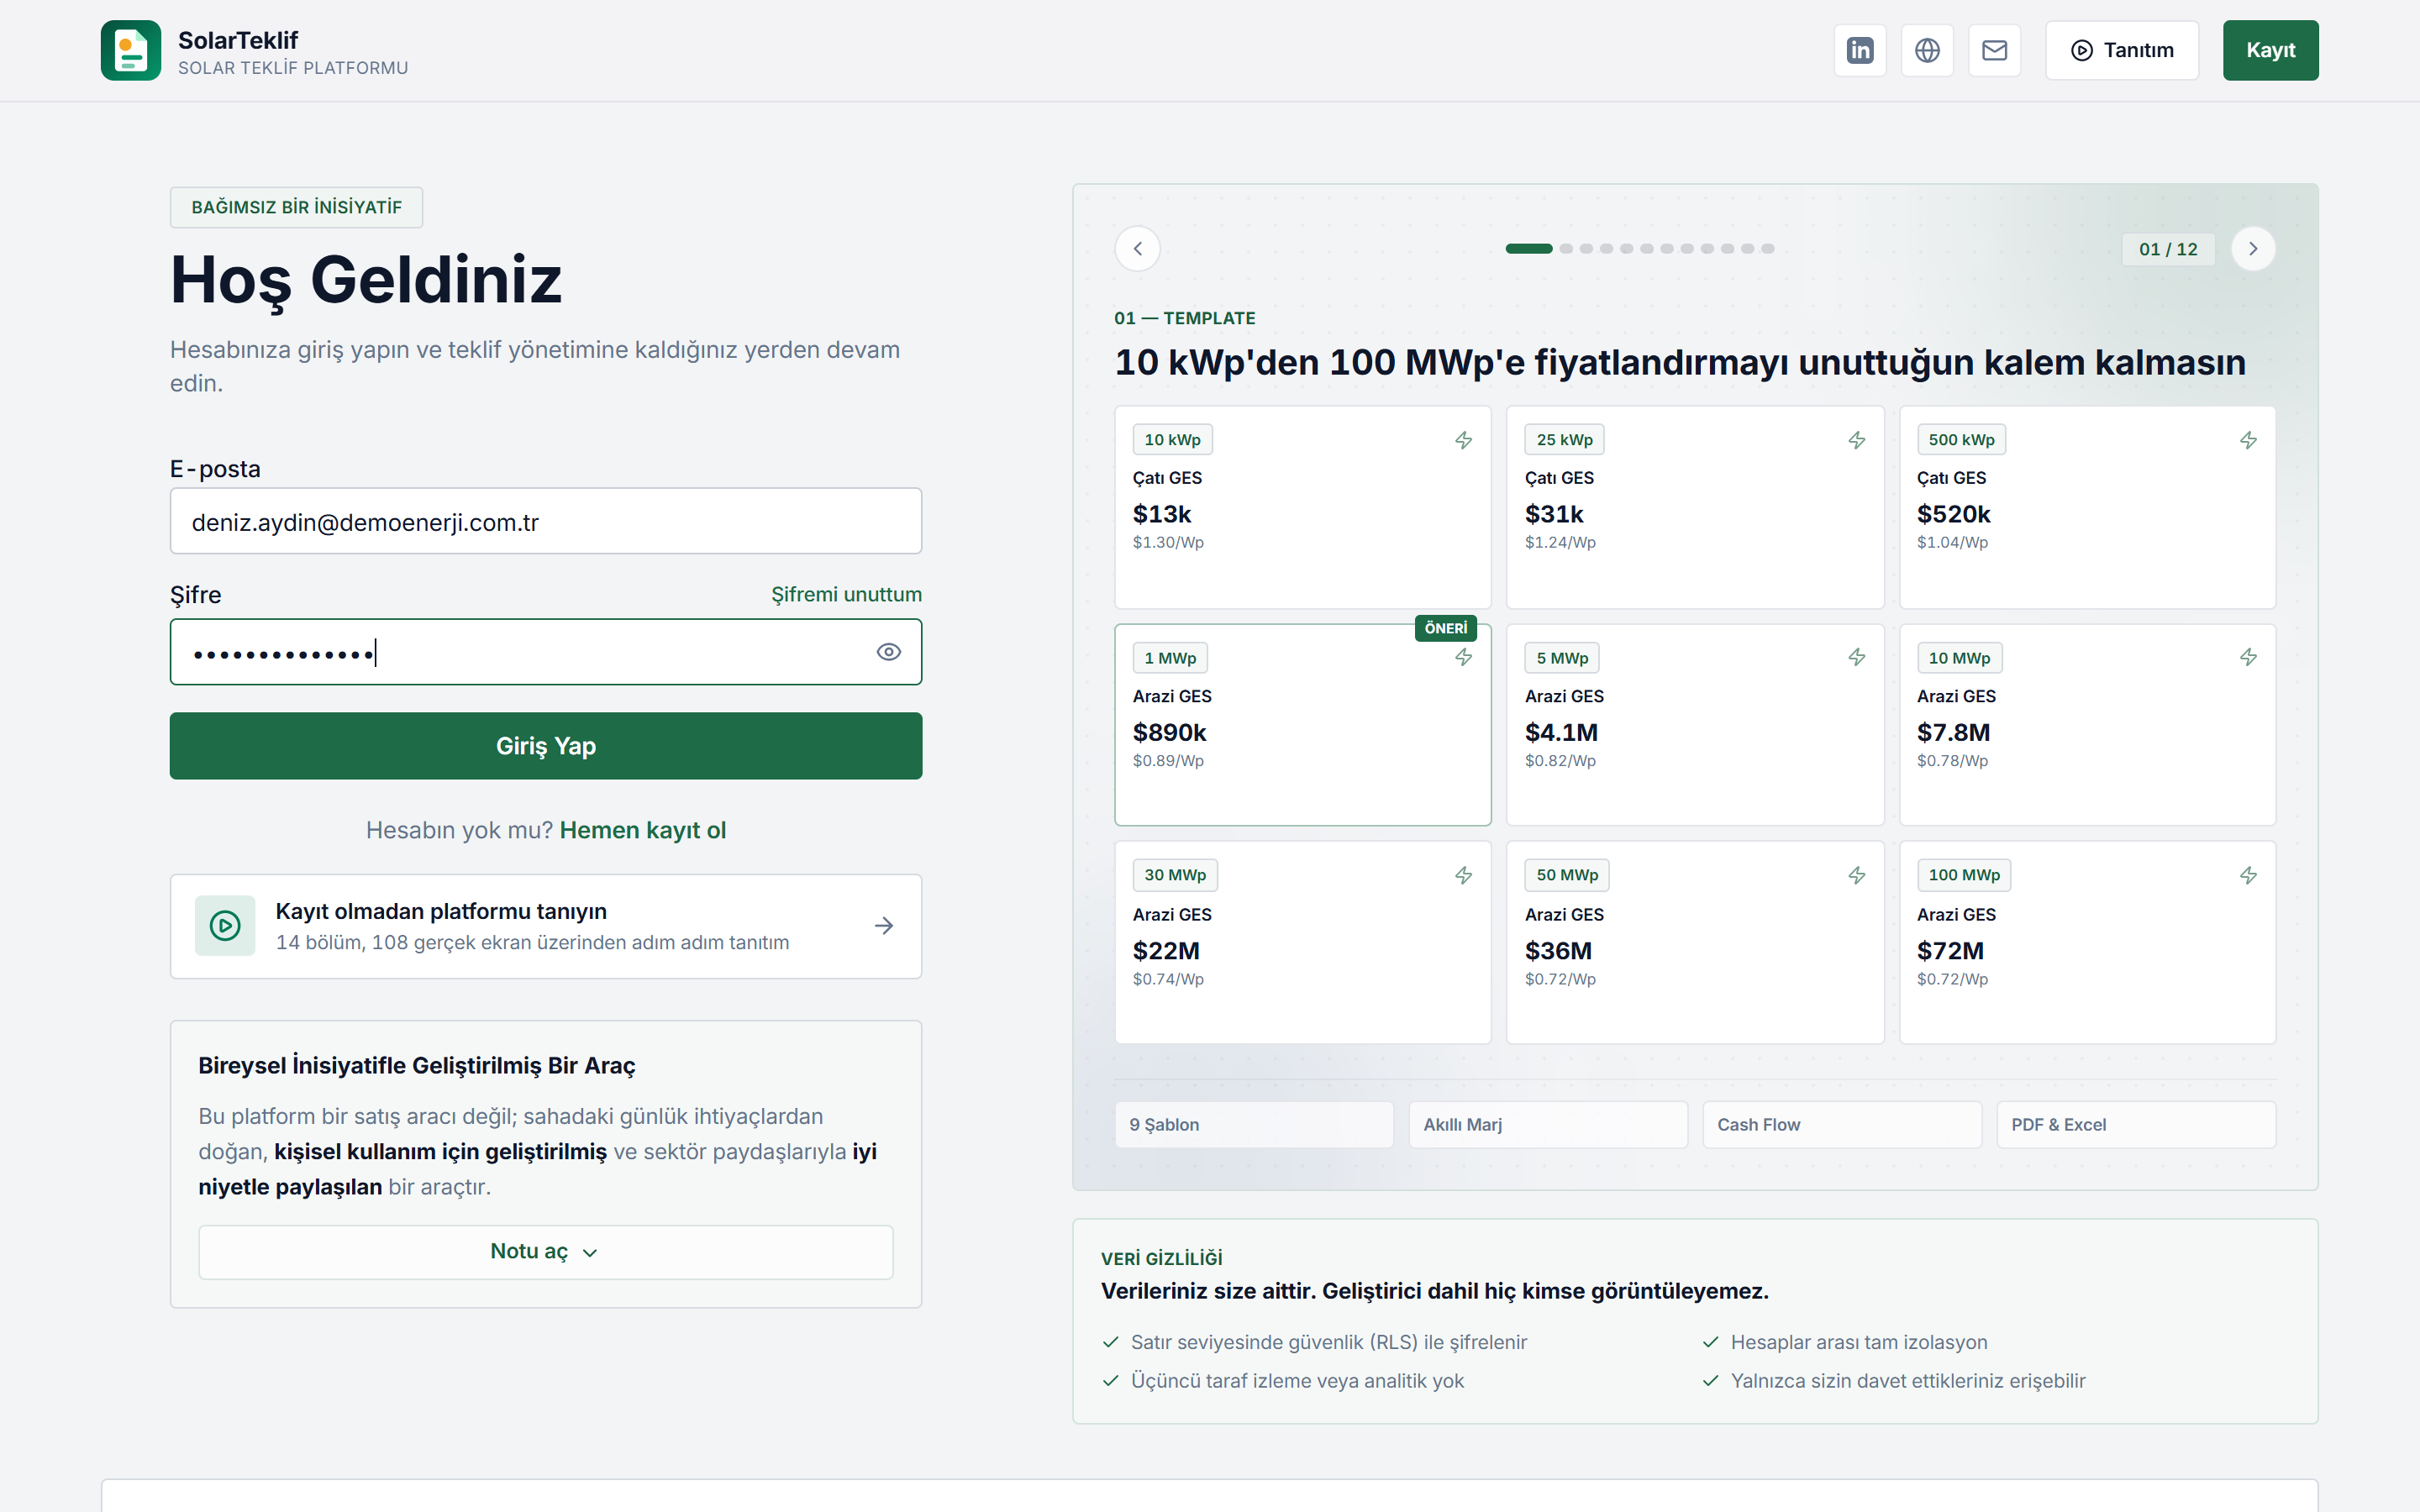 SolarTeklif
SOLAR TEKLİF PLATFORMU
Tanıtım
Kayıt
BAĞIMSIZ BİR İNİSİYATİF
Hoş Geldiniz
Hesabınıza giriş yapın ve teklif yönetimine kaldığınız yerden devam
edin.
E-posta
deniz.aydin@demoenerji.com.tr
Şifre
Şifremi unuttum
Giriş Yap
Hesabın yok mu? Hemen kayıt ol
Kayıt olmadan platformu tanıyın
14 bölüm, 108 gerçek ekran üzerinden adım adım tanıtım
Bireysel İnisiyatifle Geliştirilmiş Bir Araç
Bu platform bir satış aracı değil; sahadaki günlük ihtiyaçlardan
doğan, kişisel kullanım için geliştirilmiş ve sektör paydaşlarıyla iyi
niyetle paylaşılan bir araçtır.
Notu aç
01 / 12
01 — TEMPLATE
10 kWp'den 100 MWp'e fiyatlandırmayı unuttuğun kalem kalmasın
10 kWp
Çatı GES
$13k
$1.30/Wp
25 kWp
Çatı GES
$31k
$1.24/Wp
500 kWp
Çatı GES
$520k
$1.04/Wp
ÖNERİ
1 MWp
Arazi GES
$890k
$0.89/Wp
5 MWp
Arazi GES
$4.1M
$0.82/Wp
10 MWp
Arazi GES
$7.8M
$0.78/Wp
30 MWp
Arazi GES
$22M
$0.74/Wp
50 MWp
Arazi GES
$36M
$0.72/Wp
100 MWp
Arazi GES
$72M
$0.72/Wp
9 Şablon
Akıllı Marj
Cash Flow
PDF & Excel
VERİ GİZLİLİĞİ
Verileriniz size aittir. Geliştirici dahil hiç kimse görüntüleyemez.
Satır seviyesinde güvenlik (RLS) ile şifrelenir
Hesaplar arası tam izolasyon
Üçüncü taraf izleme veya analitik yok
Yalnızca sizin davet ettikleriniz erişebilir